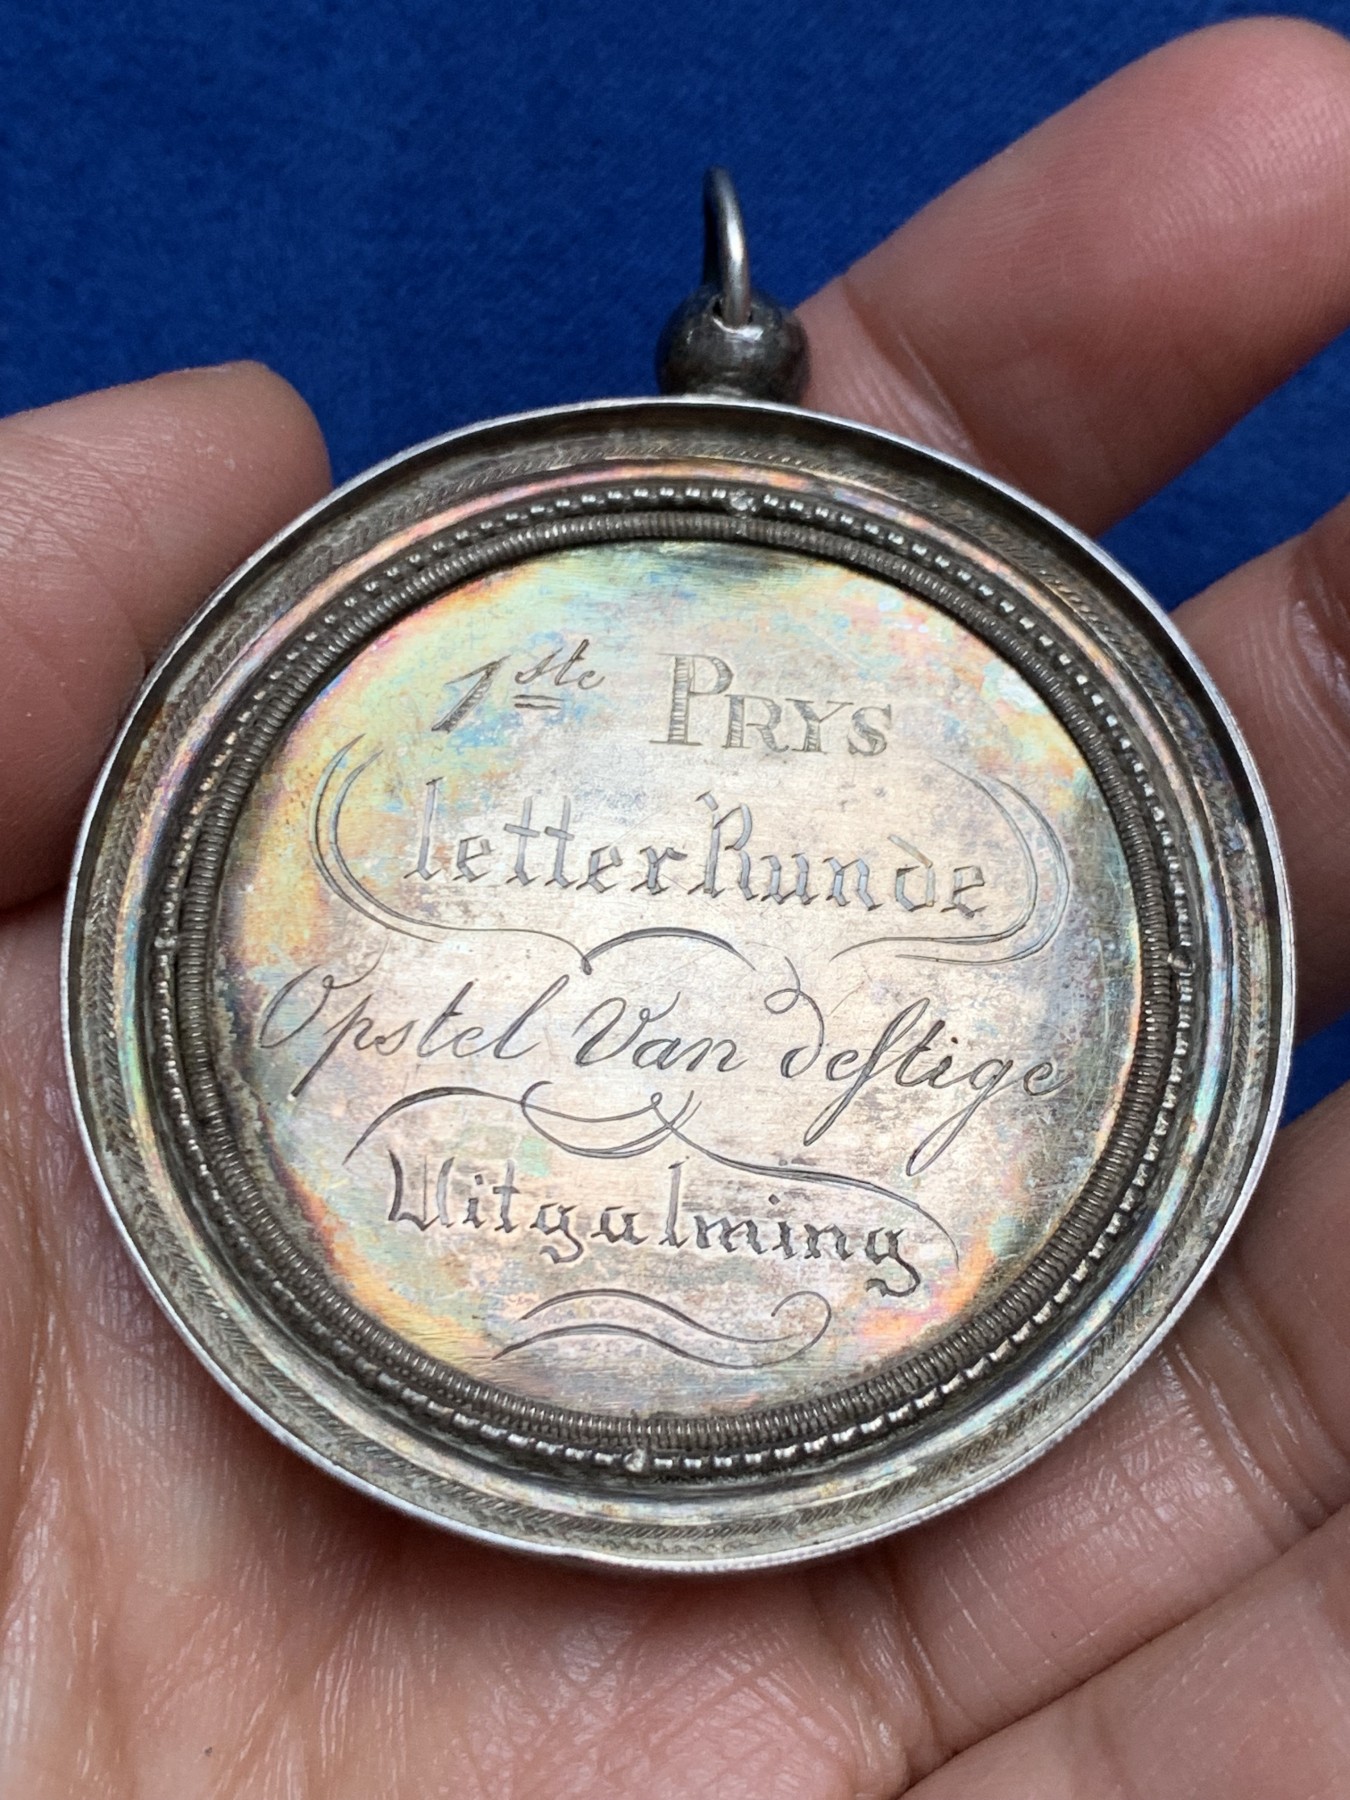 1ste PRYS
letterKunde
Opstel Van deftige
Uitgalming